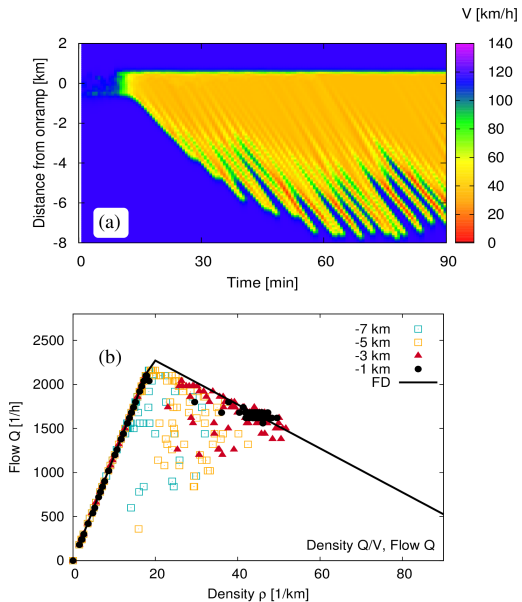 V [km/h]
2
0
-2
-4
-6
-8
Distance from onramp [km]
(a)
0
30
60
90
Time [min]
140
120
100
80
60
40
20
0
2500
2000
1500
1000
500
0
Flow Q [1/h]
(b)
-7 km
-5 km
-3 km
-1 km
FD
Density Q/V, Flow Q
0
20
40
60
80
Density ρ [1/km]